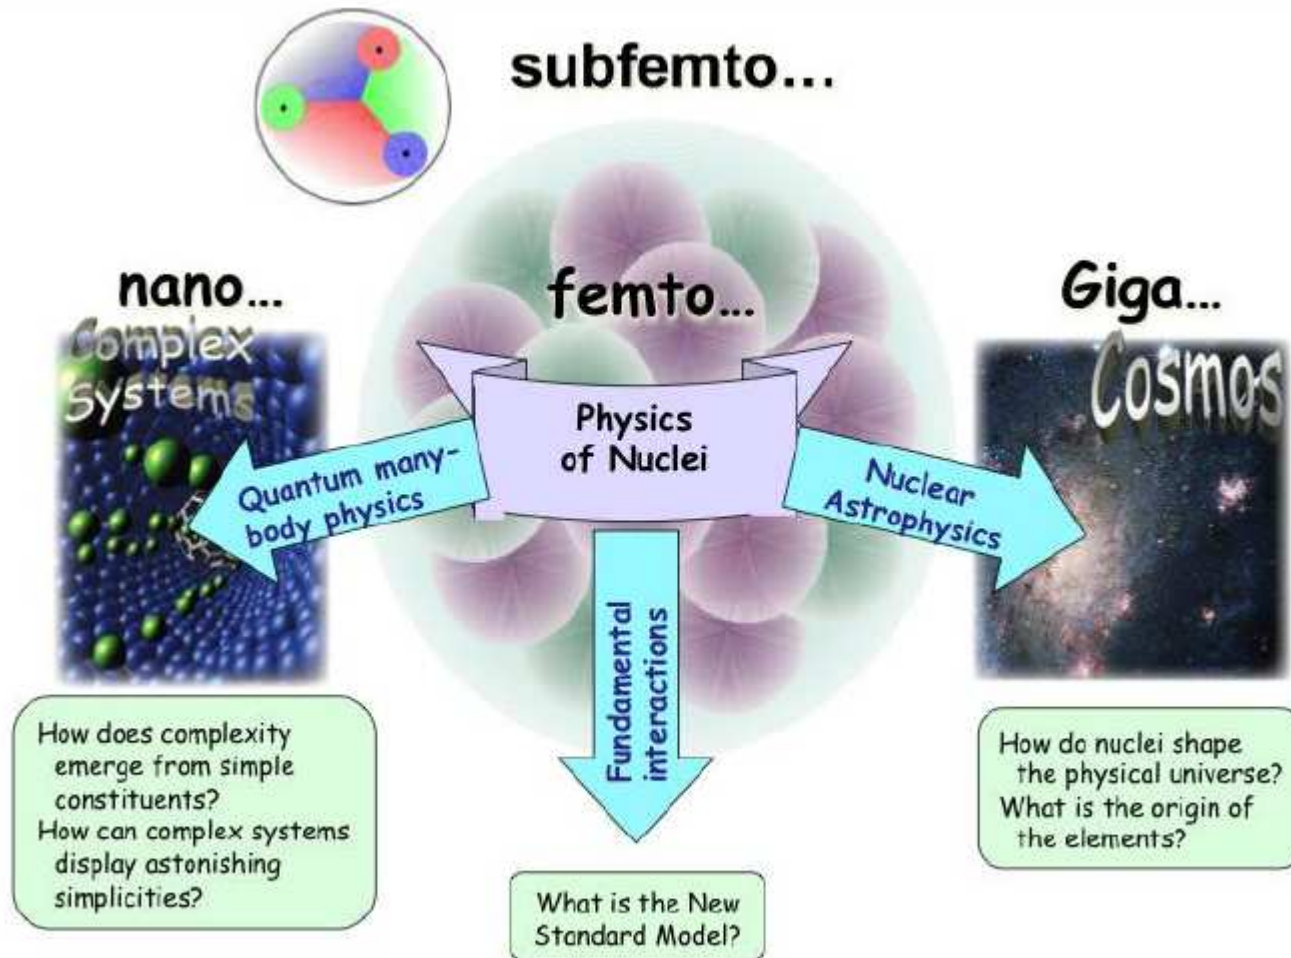 subfemto...
nano...
femto...
Giga...
Complex
Systems
Cosmos
Physics
of Nuclei
Quantum many-
body physics
Nuclear
Astrophysics
Fundamental
interactions
How does complexity
emerge from simple
constituents?
How can complex systems
display astonishing
simplicities?
What is the New
Standard Model?
How do nuclei shape
the physical universe?
What is the origin of
the elements?